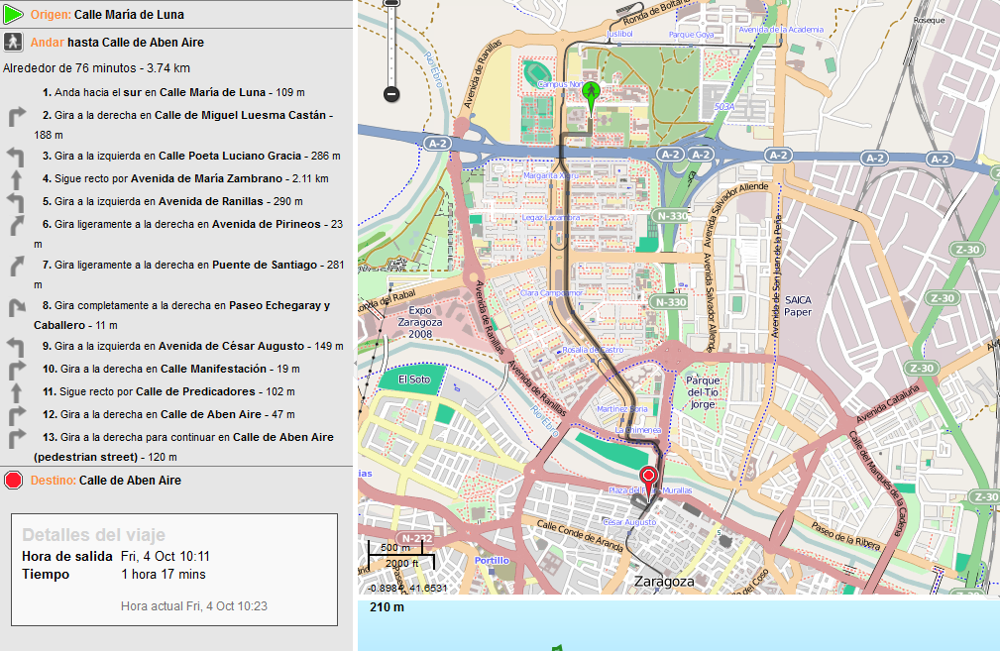 Origen: Calle María de Luna
Andar hasta Calle de Aben Aire
Alrededor de 76 minutos - 3.74 km
1. Anda hacia el sur en Calle María de Luna - 109 m
2. Gira a la derecha en Calle de Miguel Luesma Castán -
188 m
3. Gira a la izquierda en Calle Poeta Luciano Gracia - 286 m
4. Sigue recto por Avenida de María Zambrano - 2.11 km
5. Gira a la izquierda en Avenida de Ranillas - 290 m
6. Gira ligeramente a la derecha en Avenida de Pirineos - 23
m
7. Gira ligeramente a la derecha en Puente de Santiago - 281
m
8. Gira completamente a la derecha en Paseo Echegaray y
Caballero - 11 m
9. Gira a la izquierda en Avenida de César Augusto - 149 m
10. Gira a la derecha en Calle Manifestación - 19 m
11. Sigue recto por Calle de Predicadores - 102 m
12. Gira a la derecha en Calle de Aben Aire - 47 m
13. Gira a la derecha para continuar en Calle de Aben Aire
(pedestrian street) - 120 m
Destino: Calle de Aben Aire
Detalles del viaje
Hora de salida Fri, 4 Oct 10:11
Tiempo 1 hora 17 mins
Hora actual Fri, 4 Oct 10:23
Ronda de Boltaña
Roseque
Juslibol
Parque Goya
Avenida de la Academia
Avenida de Ranillas
Río Ebro
Campus Norte
503A
A-2
A-2
A-2
A-2
A-2
A-2
Margarita Xirgu
Avenida Salvador Allende
Legaz Lacambra
N-330
Avenida de San Juan de la Peña
Avenida Salvador Allende
Z-30
Clara Campoamor
Ronda del Rabal
N-330
SAICA
Paper
Z-30
Expo
Zaragoza
2008
Avenida de Ranillas
Rosalía de Castro
Z-30
El Soto
Avenida de Ranillas
Parque
del Tío
Jorge
Avenida Cataluña
Río Ebro
Martínez Soria
La Chimenea
Calle del Marqués de la Cadena
Murallas
Z-30
César Augusto
Calle Conde de Aranda
Paseo de la Ribera
N-232
500 m
2000 ft
Portillo
Zaragoza
-0.8984, 41.6531
210 m